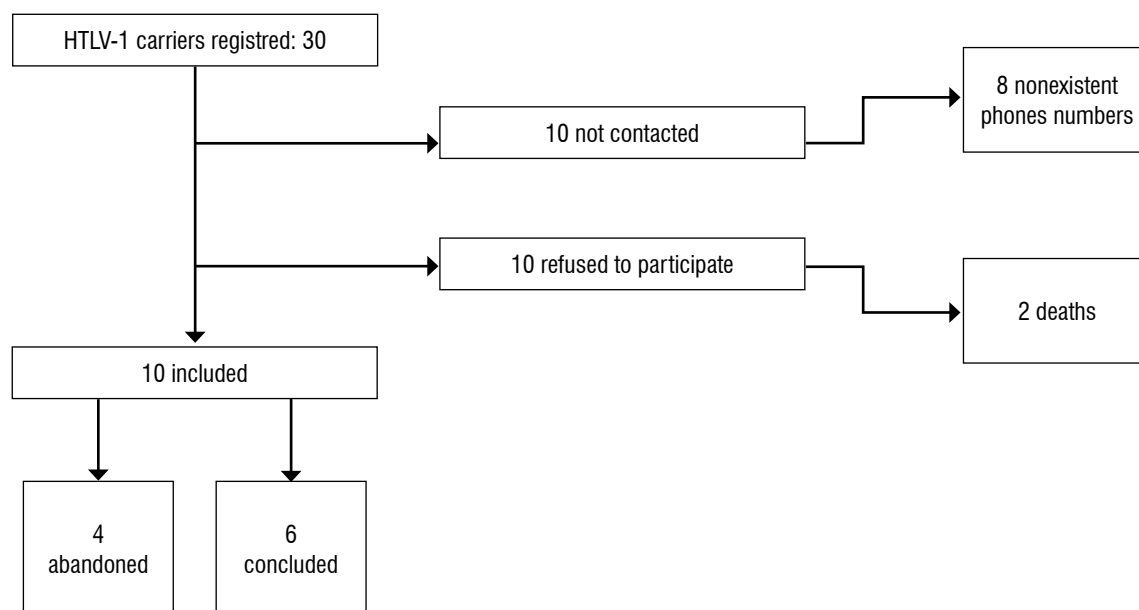 HTLV-1 carriers registred: 30
8 nonexistent
phones numbers
10 not contacted
10 refused to participate
2 deaths
10 included
4
abandoned
6
concluded